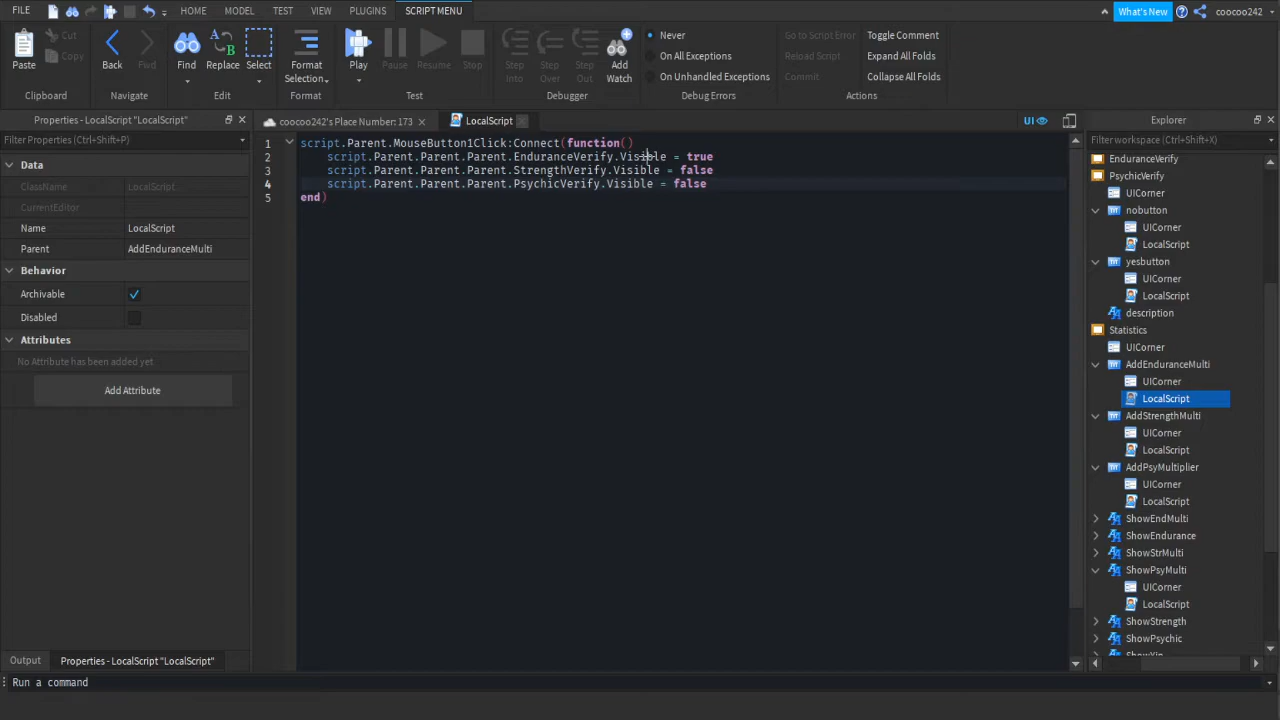 FILE HOME MODEL TEST VIEW PLUGINS SCRIPT MENU What's New coocoo242
Paste Cut Copy Clipboard
Back Fwd Navigate
Find Replace Select Edit
Format Selection Format
Play Pause Resume Stop Test
Step Into Step Over Step Out Add Watch Debugger
Never
On All Exceptions
On Unhandled Exceptions
Debug Errors
Go to Script Error
Reload Script
Commit
Toggle Comment
Expand All Folds
Collapse All Folds
Actions
Properties - LocalScript "LocalScript"
Filter Properties (Ctrl+Shift+P)
Data
ClassName LocalScript
CurrentEditor
Name LocalScript
Parent AddEnduranceMulti
Behavior
Archivable
Disabled
Attributes
No Attribute has been added yet
Add Attribute
Output Properties - LocalScript "LocalScript"
Run a command
coocoo242's Place Number: 173 LocalScript UI
1 script.Parent.MouseButton1Click:Connect(function()
2 script.Parent.Parent.Parent.EnduranceVerify.Visible = true
3 script.Parent.Parent.Parent.StrengthVerify.Visible = false
4 script.Parent.Parent.Parent.PsychicVerify.Visible = false
5 end)
Explorer
Filter workspace (Ctrl+Shift+X)
EnduranceVerify
PsychicVerify
UICorner
nobutton
UICorner
LocalScript
yesbutton
UICorner
LocalScript
description
Statistics
UICorner
AddEnduranceMulti
UICorner
LocalScript
AddStrengthMulti
UICorner
LocalScript
AddPsyMultiplier
UICorner
LocalScript
ShowEndMulti
ShowEndurance
ShowStrMulti
ShowPsyMulti
UICorner
LocalScript
ShowStrength
ShowPsychic